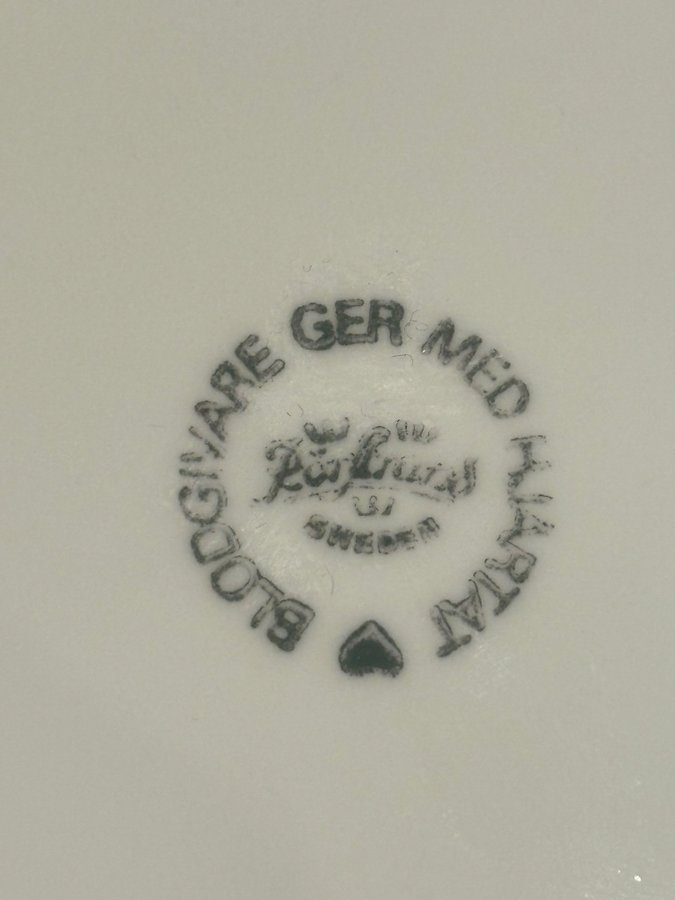 BLODGIVARE GER MED HJÄRTAT
Rörstrand
SWEDEN